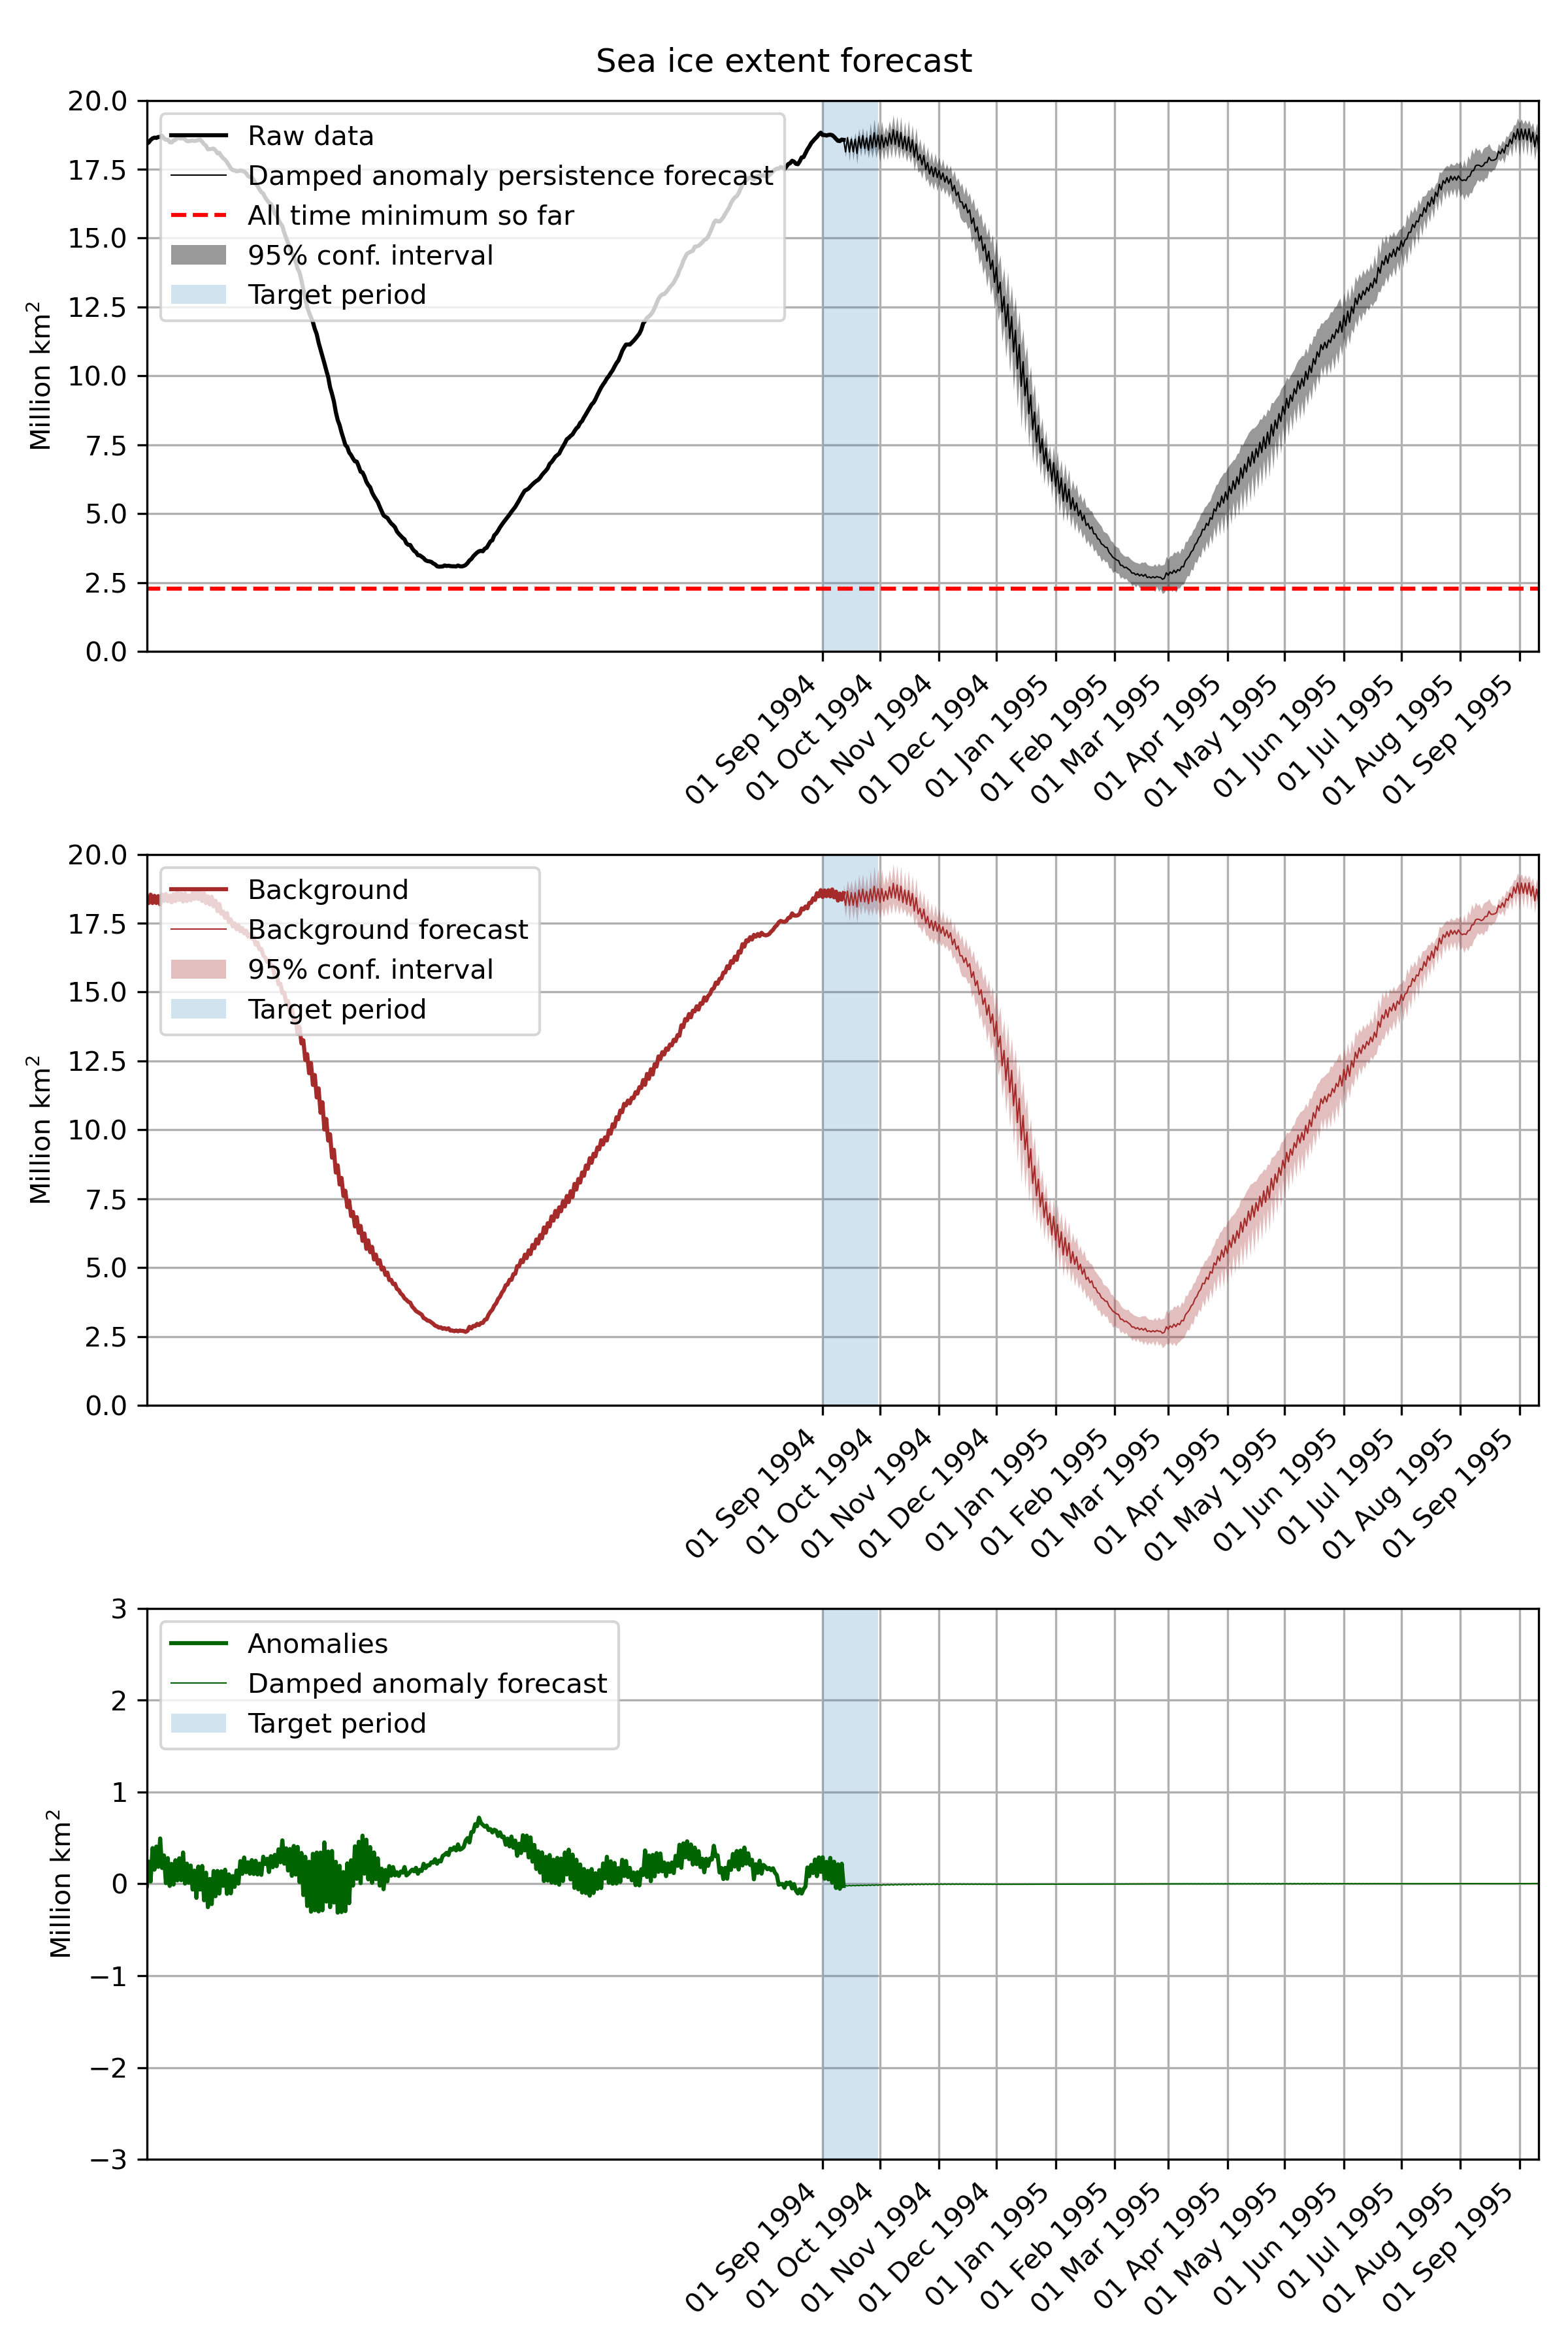 Sea ice extent forecast
20.0
17.5
15.0
12.5
10.0
7.5
5.0
2.5
0.0
Million km²
Raw data
Damped anomaly persistence forecast
All time minimum so far
95% conf. interval
Target period
01 Sep 1994
01 Oct 1994
01 Nov 1994
01 Dec 1994
01 Jan 1995
01 Feb 1995
01 Mar 1995
01 Apr 1995
01 May 1995
01 Jun 1995
01 Jul 1995
01 Aug 1995
01 Sep 1995
20.0
17.5
15.0
12.5
10.0
7.5
5.0
2.5
0.0
Million km²
Background
Background forecast
95% conf. interval
Target period
01 Sep 1994
01 Oct 1994
01 Nov 1994
01 Dec 1994
01 Jan 1995
01 Feb 1995
01 Mar 1995
01 Apr 1995
01 May 1995
01 Jun 1995
01 Jul 1995
01 Aug 1995
01 Sep 1995
3
2
1
0
−1
−2
−3
Million km²
Anomalies
Damped anomaly forecast
Target period
01 Sep 1994
01 Oct 1994
01 Nov 1994
01 Dec 1994
01 Jan 1995
01 Feb 1995
01 Mar 1995
01 Apr 1995
01 May 1995
01 Jun 1995
01 Jul 1995
01 Aug 1995
01 Sep 1995